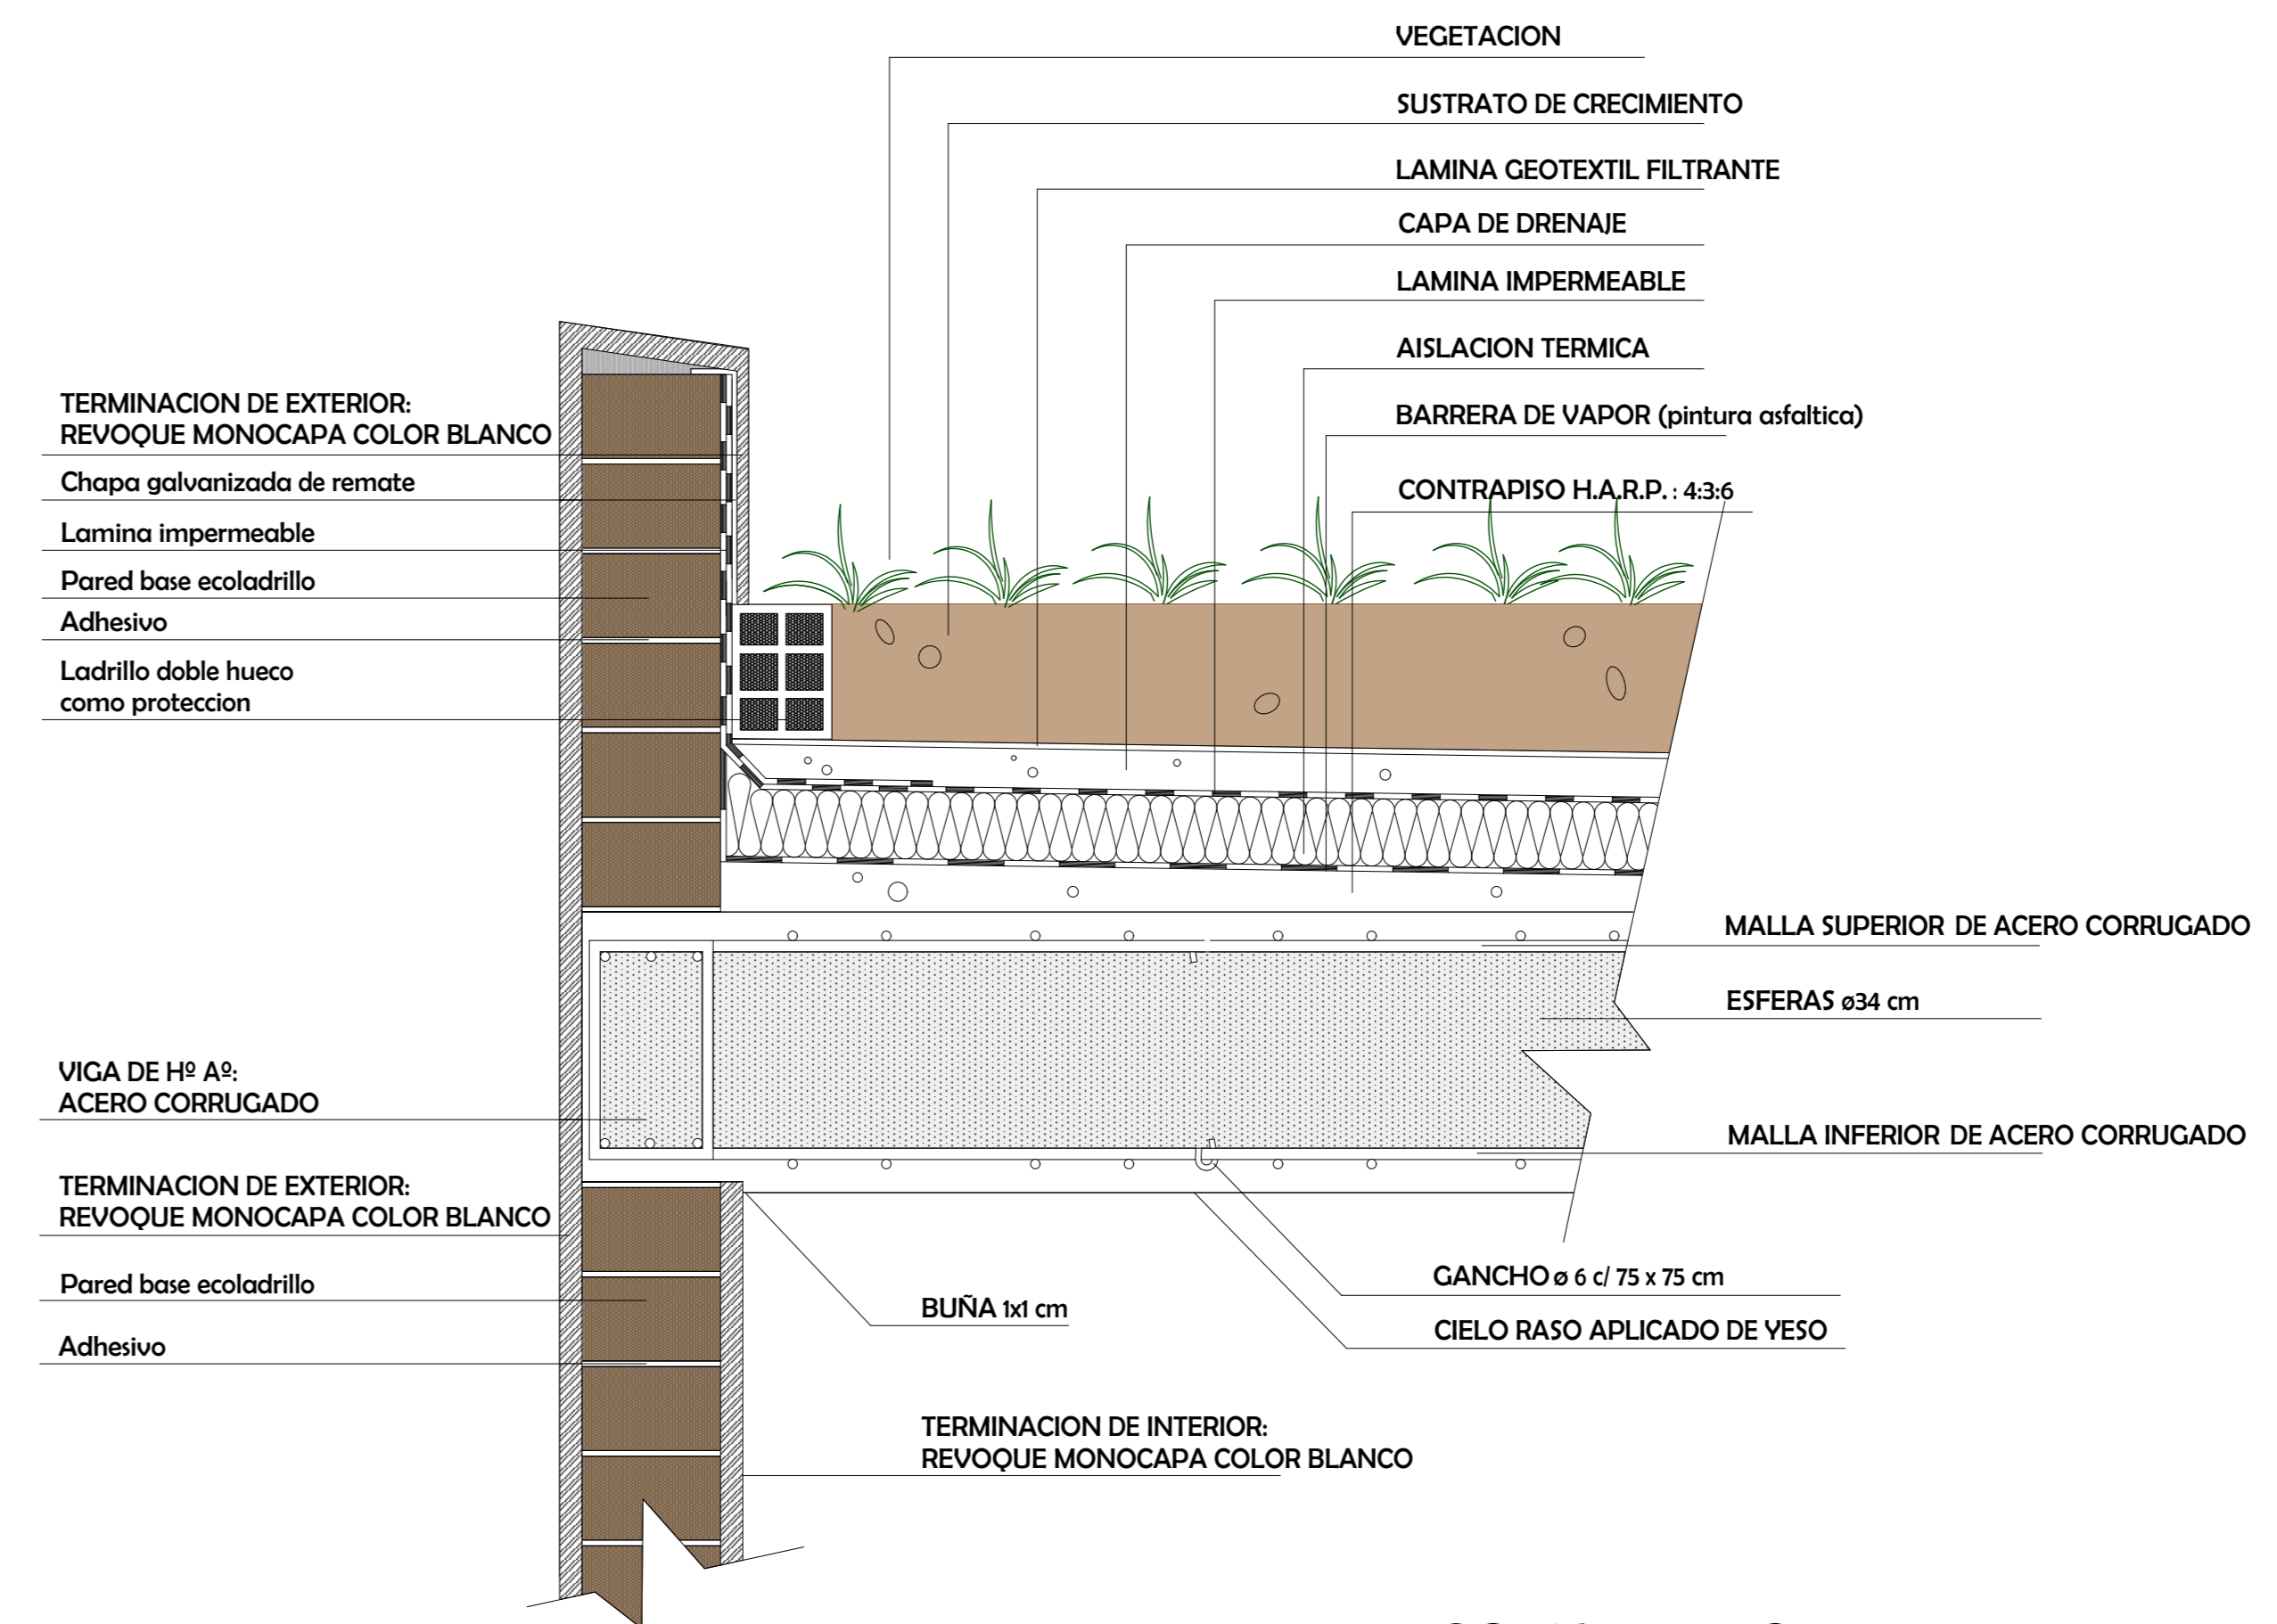 VEGETACION
SUSTRATO DE CRECIMIENTO
LAMINA GEOTEXTIL FILTRANTE
CAPA DE DRENAJE
LAMINA IMPERMEABLE
AISLACION TERMICA
BARRERA DE VAPOR (pintura asfaltica)
CONTRAPISO H.A.R.P. : 4:3:6
TERMINACION DE EXTERIOR:
REVOQUE MONOCAPA COLOR BLANCO
Chapa galvanizada de remate
Lamina impermeable
Pared base ecoladrillo
Adhesivo
Ladrillo doble hueco
como proteccion
VIGA DE Hº Aº:
ACERO CORRUGADO
TERMINACION DE EXTERIOR:
REVOQUE MONOCAPA COLOR BLANCO
Pared base ecoladrillo
Adhesivo
MALLA SUPERIOR DE ACERO CORRUGADO
ESFERAS ø34 cm
MALLA INFERIOR DE ACERO CORRUGADO
GANCHO ø 6 c/ 75 x 75 cm
CIELO RASO APLICADO DE YESO
BUÑA 1x1 cm
TERMINACION DE INTERIOR:
REVOQUE MONOCAPA COLOR BLANCO